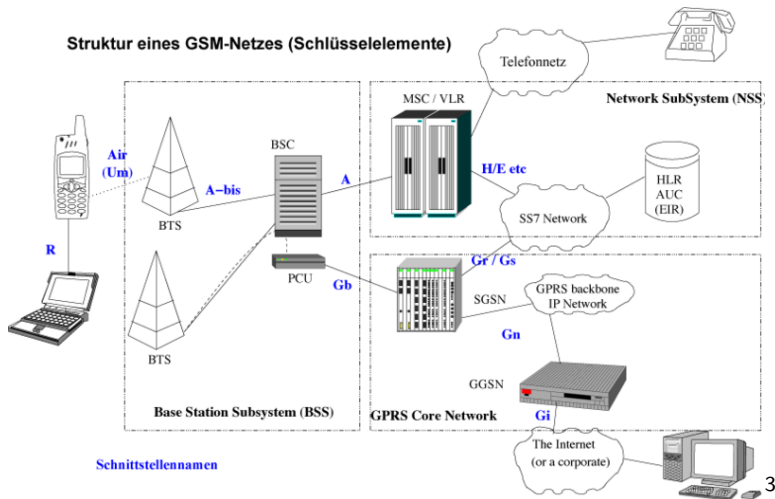 Struktur eines GSM-Netzes (Schlüsselelemente)
Telefonnetz
MSC / VLR
Network SubSystem (NSS)
BSC
Air
(Um)
A-bis
A
H/E etc
HLR
AUC
(EIR)
SS7 Network
BTS
R
PCU
Gb
Gr / Gs
SGSN
GPRS backbone
IP Network
Gn
BTS
GGSN
Base Station Subsystem (BSS)
GPRS Core Network
Gi
The Internet
(or a corporate)
Schnittstellennamen
3